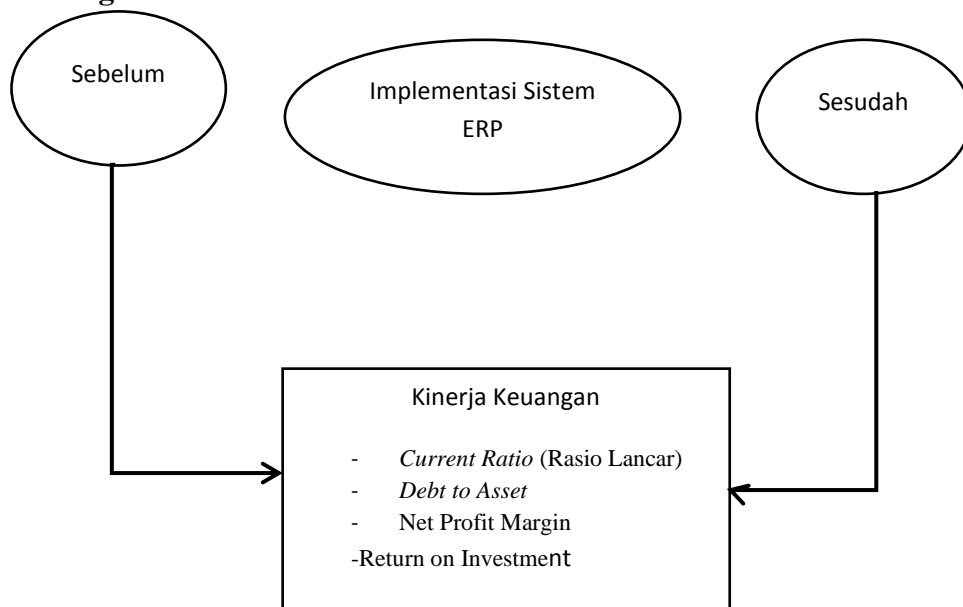 Sebelum
Implementasi Sistem
ERP
Sesudah
Kinerja Keuangan
- Current Ratio (Rasio Lancar)
- Debt to Asset
- Net Profit Margin
-Return on Investment